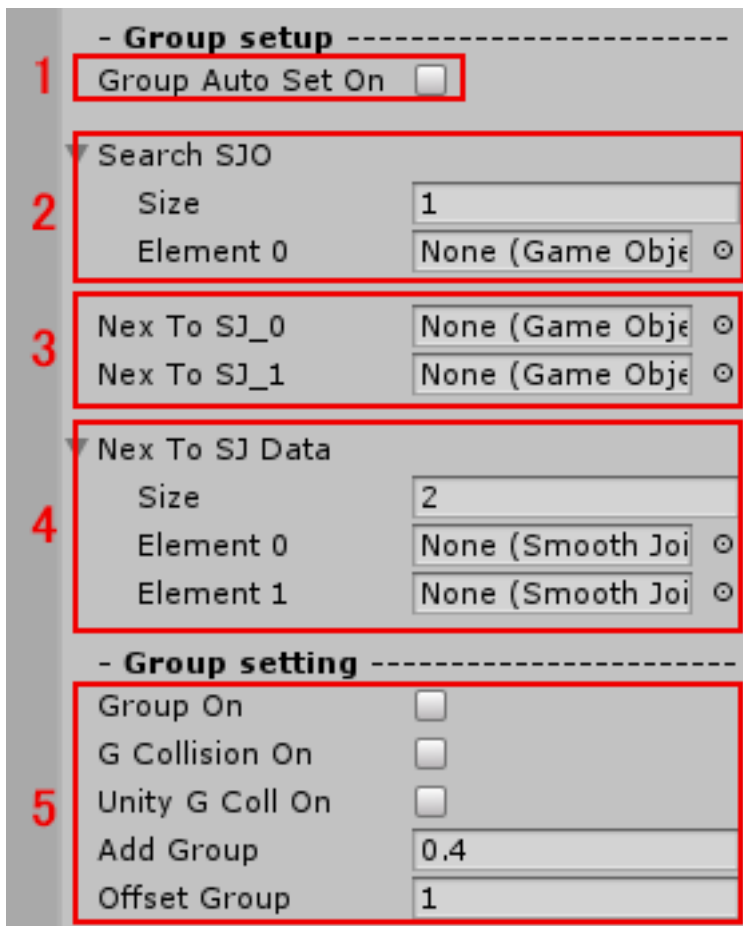 - Group setup -----------------------
1 Group Auto Set On
Search SJO
2 Size 1
Element 0 None (Game Obje
3 Nex To SJ_0 None (Game Obje
Nex To SJ_1 None (Game Obje
Nex To SJ Data
4 Size 2
Element 0 None (Smooth Joi
Element 1 None (Smooth Joi
- Group setting ----------------------
Group On
G Collision On
5 Unity G Coll On
Add Group 0.4
Offset Group 1